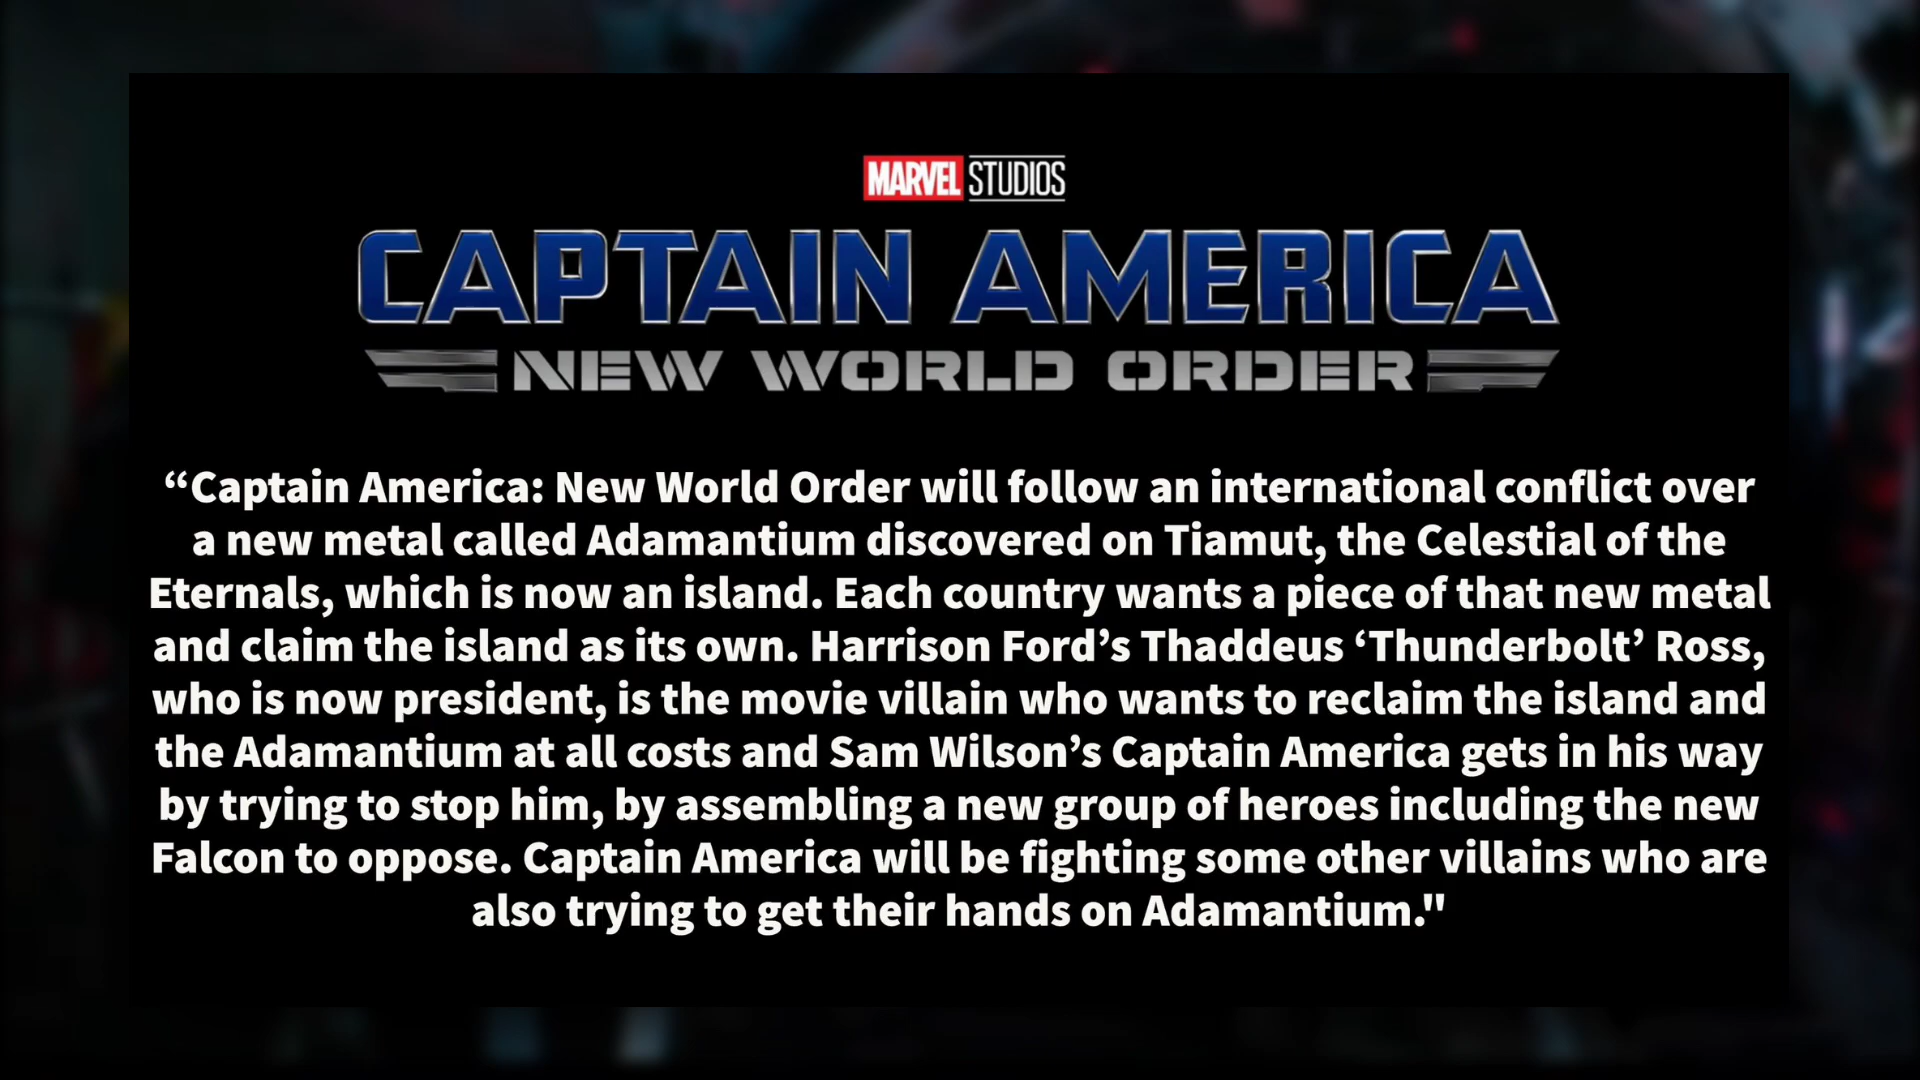 MARVEL STUDIOS
CAPTAIN AMERICA
NEW WORLD ORDER
“Captain America: New World Order will follow an international conflict over
a new metal called Adamantium discovered on Tiamut, the Celestial of the
Eternals, which is now an island. Each country wants a piece of that new metal
and claim the island as its own. Harrison Ford’s Thaddeus ‘Thunderbolt’ Ross,
who is now president, is the movie villain who wants to reclaim the island and
the Adamantium at all costs and Sam Wilson’s Captain America gets in his way
by trying to stop him, by assembling a new group of heroes including the new
Falcon to oppose. Captain America will be fighting some other villains who are
also trying to get their hands on Adamantium."